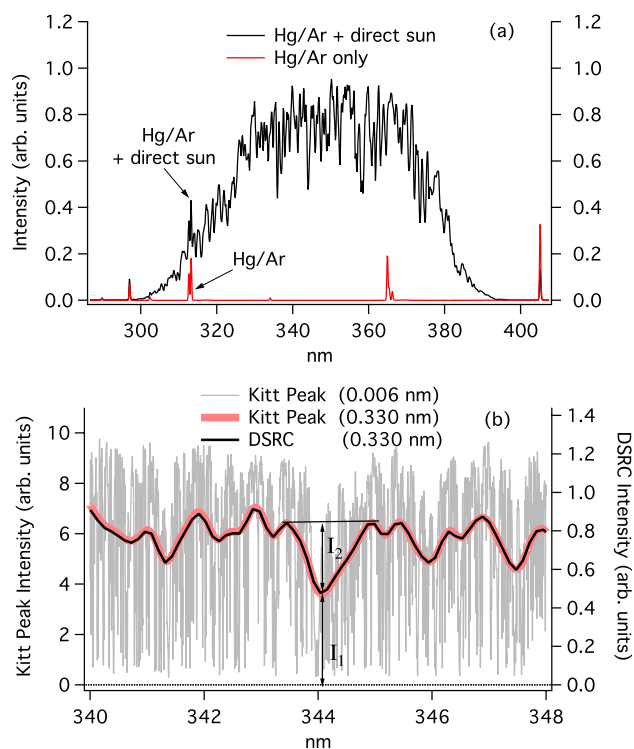 Hg/Ar + direct sun
Hg/Ar only
(a)
Intensity (arb. units)
1.2
1.0
0.8
0.6
0.4
0.2
0.0
1.2
1.0
0.8
0.6
0.4
0.2
0.0
Hg/Ar
+ direct sun
Hg/Ar
300
320
340
360
380
400
nm
Kitt Peak (0.006 nm)
Kitt Peak (0.330 nm)
DSRC (0.330 nm)
(b)
Kitt Peak Intensity (arb. units)
10
8
6
4
2
0
1.4
1.2
1.0
0.8
0.6
0.4
0.2
0.0
DSRC Intensity
(arb. units)
I2
I1
340
342
344
346
348
nm